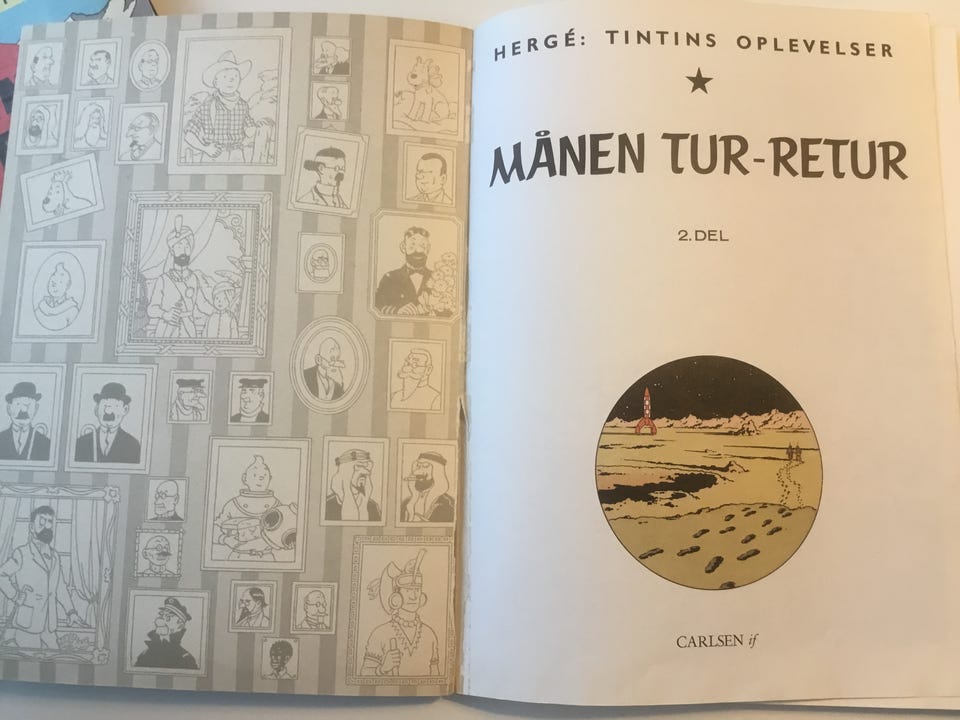 HERGÉ: TINTINS OPLEVELSER
MÅNEN TUR-RETUR
2. DEL
CARLSEN if